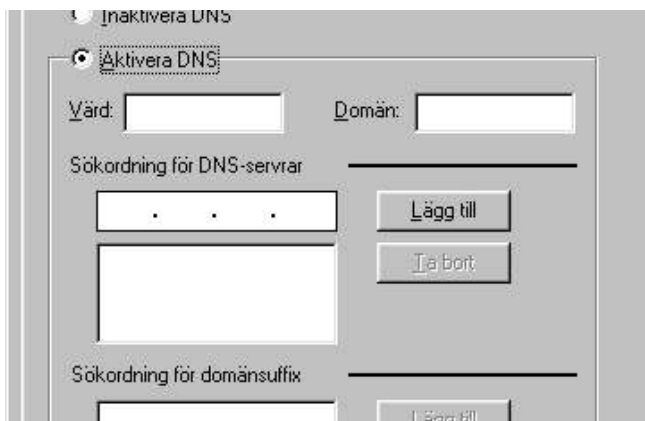 Inaktivera DNS
Aktivera DNS
Värd: Domän:
Sökordning för DNS-servrar
. . . Lägg till
Ta bort
Sökordning för domänsuffix
Lägg till